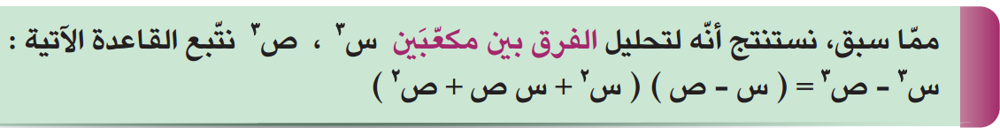 ممّا سبق، نستنتج أنّه لتحليل الفرق بين مكعّبَين س٣ ، ص٣ نتّبع القاعدة الآتية :
س٣ – ص٣ = ( س – ص ) ( س٢ + س ص + ص٢ )